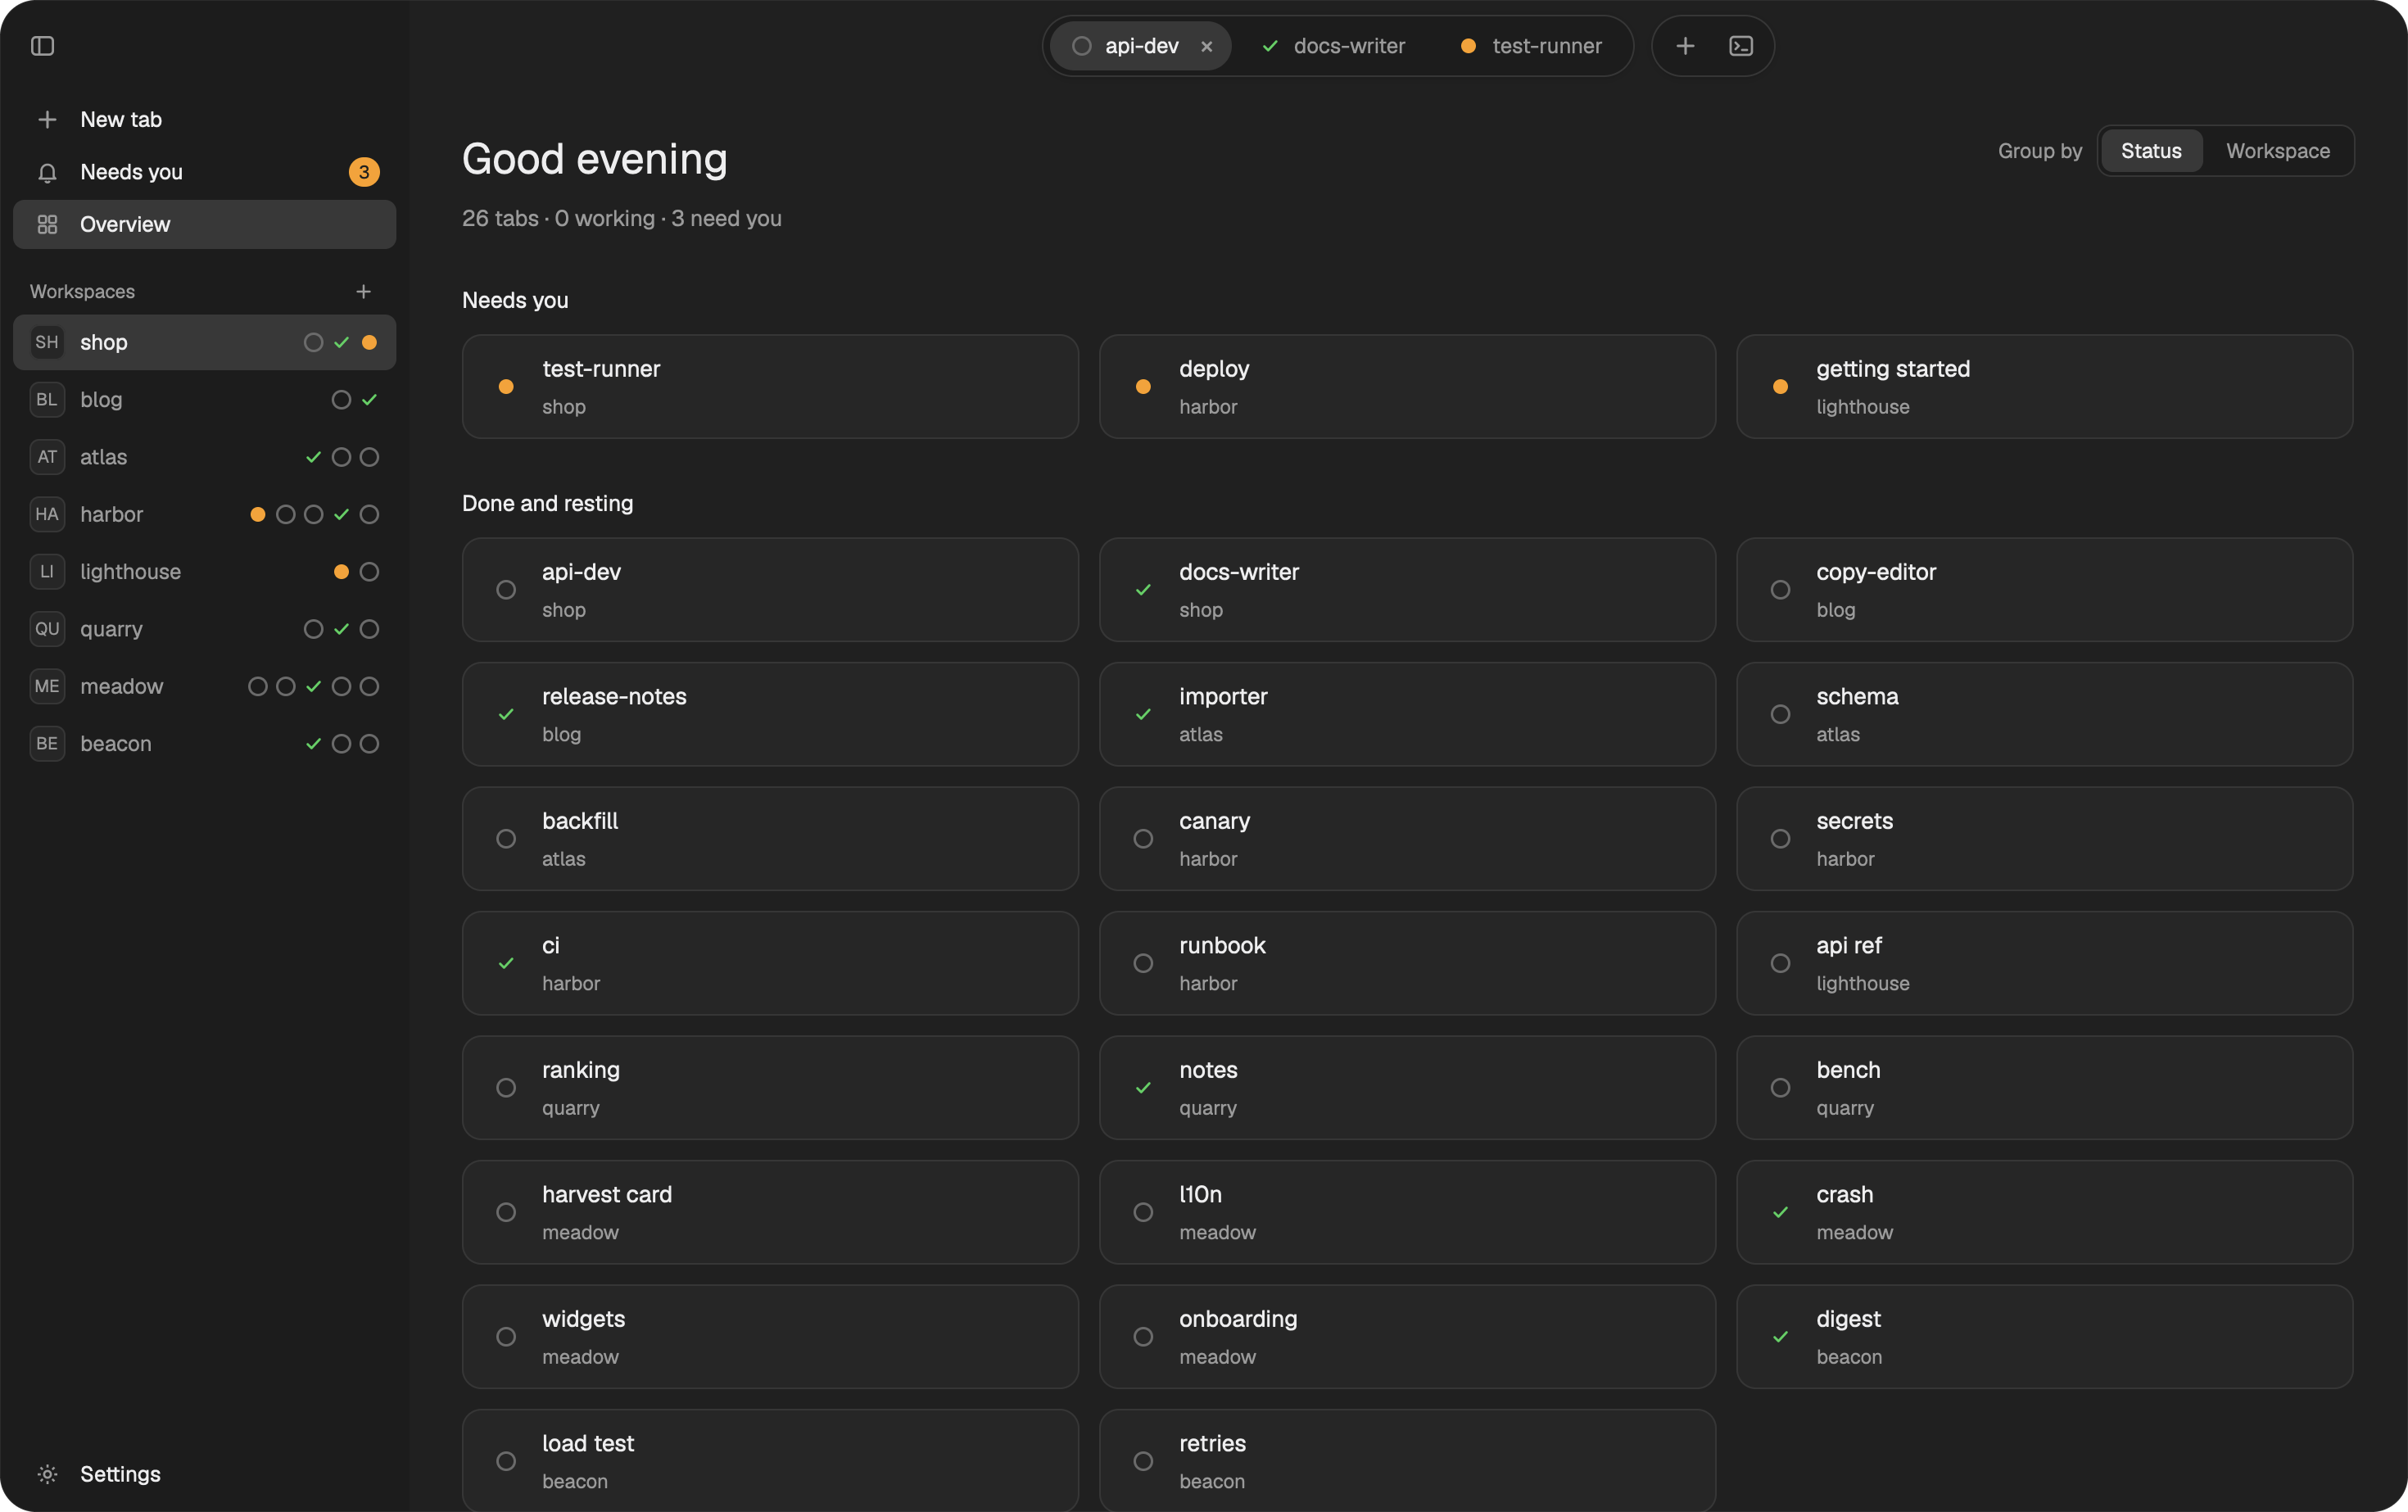 api-dev
docs-writer
test-runner
New tab
Needs you
3
Overview
Workspaces
SH shop
BL blog
AT atlas
HA harbor
LI lighthouse
QU quarry
ME meadow
BE beacon
Settings
Good evening
Group by
Status
Workspace
26 tabs · 0 working · 3 need you
Needs you
test-runner
shop
deploy
harbor
getting started
lighthouse
Done and resting
api-dev
shop
docs-writer
shop
copy-editor
blog
release-notes
blog
importer
atlas
schema
atlas
backfill
atlas
canary
harbor
secrets
harbor
ci
harbor
runbook
harbor
api ref
lighthouse
ranking
quarry
notes
quarry
bench
quarry
harvest card
meadow
l10n
meadow
crash
meadow
widgets
meadow
onboarding
meadow
digest
beacon
load test
beacon
retries
beacon